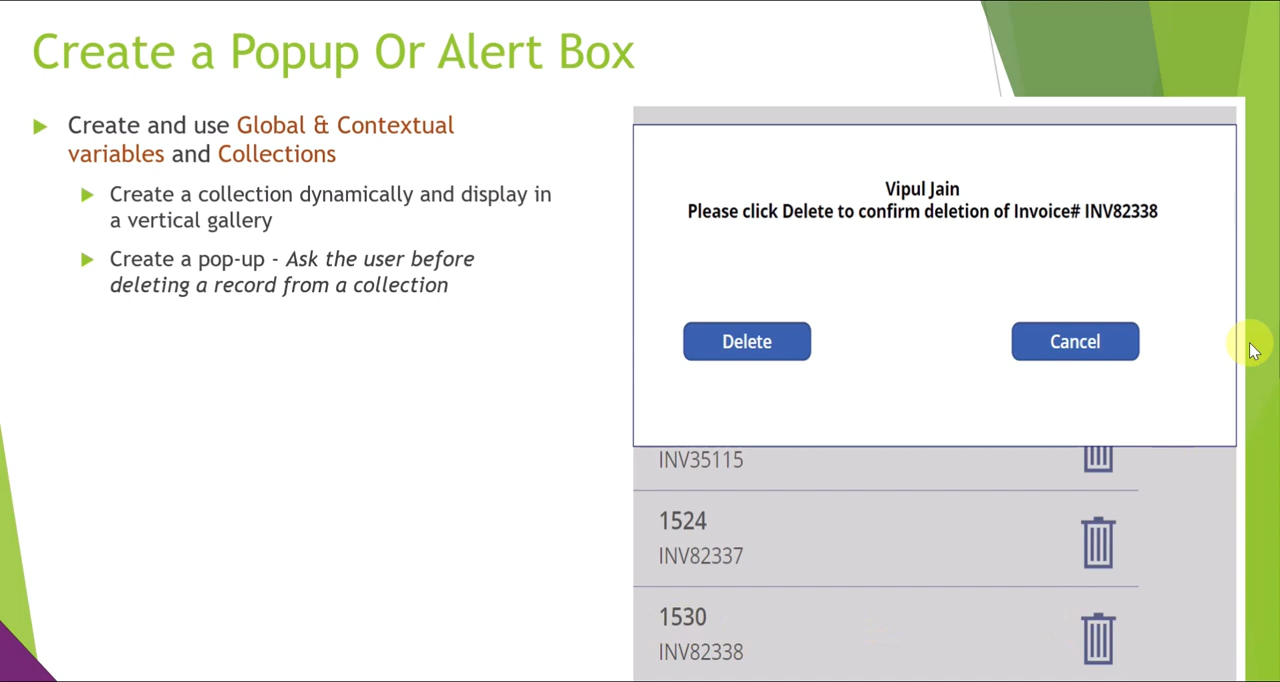 Create a Popup Or Alert Box
Create and use Global & Contextual
variables and Collections
Create a collection dynamically and display in
a vertical gallery
Create a pop-up - Ask the user before
deleting a record from a collection
Vipul Jain
Please click Delete to confirm deletion of Invoice# INV82338
Delete
Cancel
INV35115
1524
INV82337
1530
INV82338